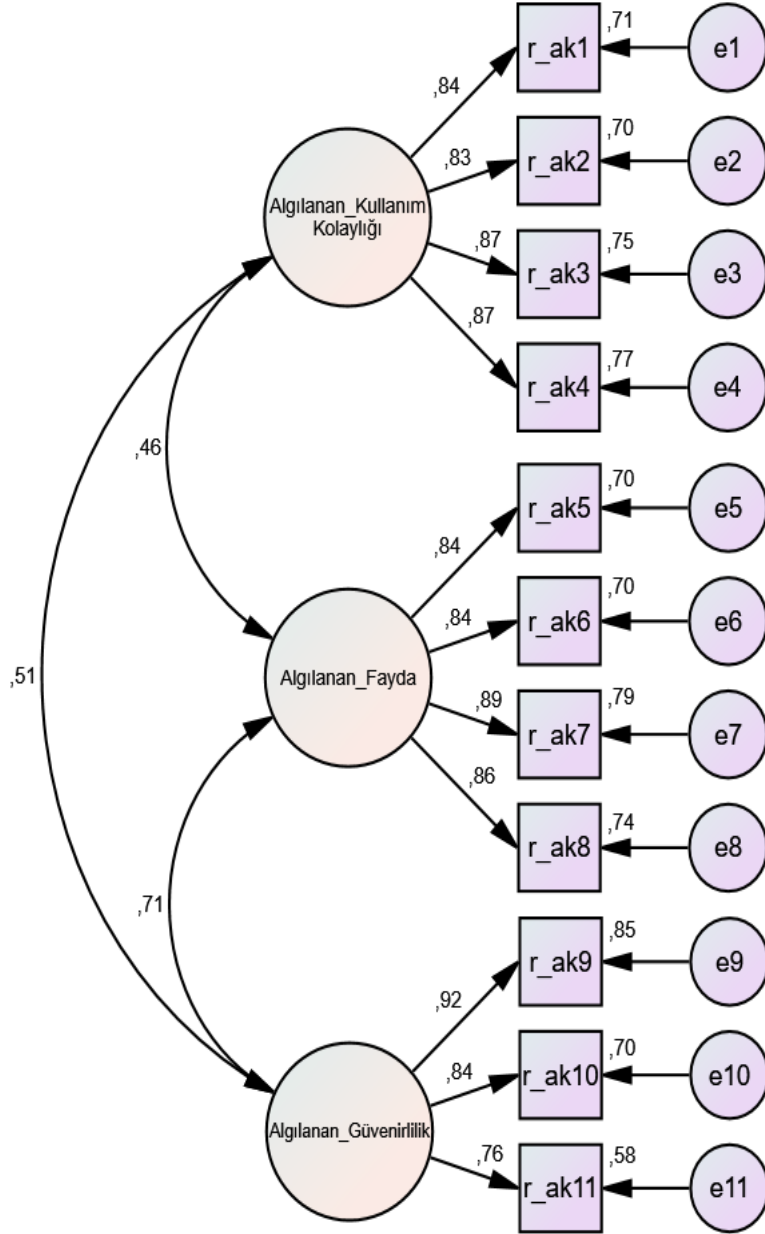 ,71
r_ak1
e1
,84
,70
r_ak2
e2
,83
Algılanan_Kullanım
Kolaylığı
,87
,75
r_ak3
e3
,87
,77
r_ak4
e4
,46
,70
r_ak5
e5
,84
,70
r_ak6
e6
,84
,51
Algılanan_Fayda
,89
,79
r_ak7
e7
,86
,74
r_ak8
e8
,71
,85
r_ak9
e9
,92
,70
r_ak10
e10
,84
Algılanan_Güvenirlilik
,76
,58
r_ak11
e11